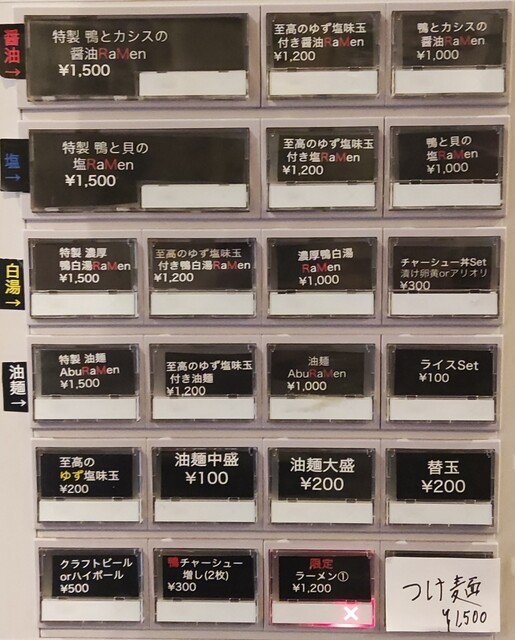 醤油→
特製 鴨とカシスの
醤油RaMen
¥1,500
至高のゆず塩味玉
付き醤油RaMen
¥1,200
鴨とカシスの
醤油RaMen
¥1,000
塩→
特製 鴨と貝の
塩RaMen
¥1,500
至高のゆず塩味玉
付き塩RaMen
¥1,200
鴨と貝の
塩RaMen
¥1,000
白湯→
特製 濃厚
鴨白湯RaMen
¥1,500
至高のゆず塩味玉
付き鴨白湯RaMen
¥1,200
濃厚鴨白湯
RaMen
¥1,000
チャーシュー丼Set
漬け卵黄orアリオリ
¥300
油麺→
特製 油麺
AbuRaMen
¥1,500
至高のゆず塩味玉
付き油麺
¥1,200
油麺
AbuRaMen
¥1,000
ライスSet
¥100
至高の
ゆず塩味玉
¥200
油麺中盛
¥100
油麺大盛
¥200
替玉
¥200
クラフトビール
orハイボール
¥500
鴨チャーシュー
増し(2枚)
¥300
限定
ラーメン①
¥1,200
×
つけ麺
¥1,500